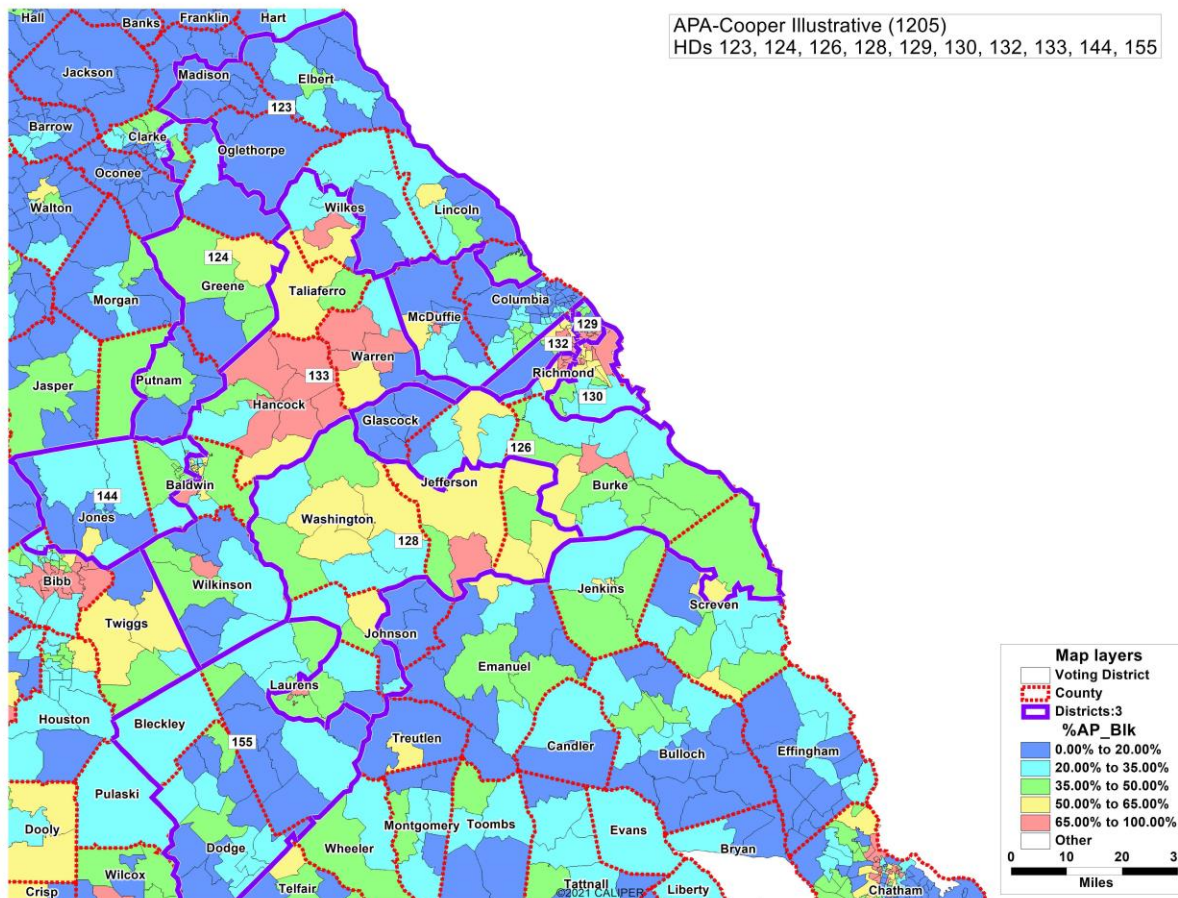 APA-Cooper Illustrative (1205)
HDs 123, 124, 126, 128, 129, 130, 132, 133, 144, 155
Hall
Banks
Franklin
Hart
Jackson
Madison
Elbert
123
Barrow
Clarke
Oglethorpe
Oconee
Walton
Wilkes
Lincoln
124
Greene
Taliaferro
Morgan
Columbia
McDuffie
129
132
Warren
Richmond
Jasper
Putnam
133
Hancock
130
Glascock
126
Baldwin
Jefferson
Burke
144
Jones
Washington
128
Bibb
Wilkinson
Jenkins
Screven
Twiggs
Johnson
Emanuel
Laurens
Houston
Bleckley
155
Treutlen
Candler
Bulloch
Effingham
Pulaski
Dooly
Montgomery
Toombs
Evans
Dodge
Wheeler
Bryan
Wilcox
Crisp
Telfair
Tattnall
Liberty
Chatham
©2021 CALIPER
Map layers
Voting District
County
Districts:3
%AP_Blk
0.00% to 20.00%
20.00% to 35.00%
35.00% to 50.00%
50.00% to 65.00%
65.00% to 100.00%
Other
0 10 20 3
Miles